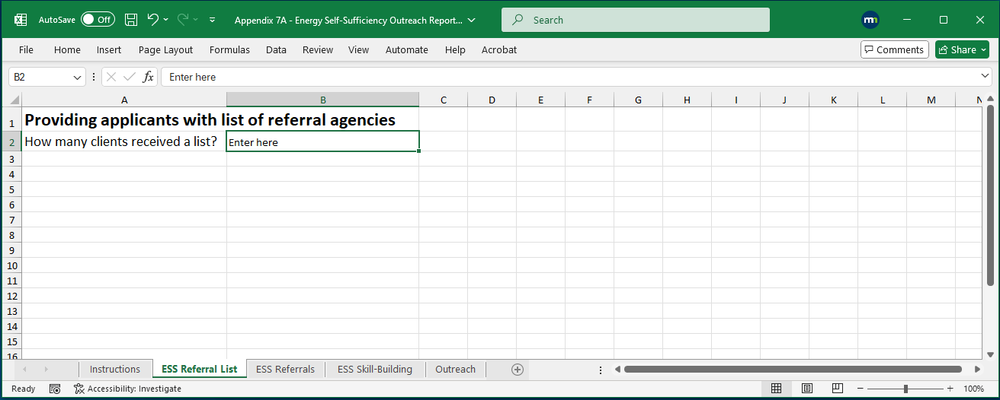 AutoSave Off Appendix 7A - Energy Self-Sufficiency Outreach Report... Search mn
File Home Insert Page Layout Formulas Data Review View Automate Help Acrobat Comments Share
B2 fx Enter here
A B C D E F G H I J K L M N
1 Providing applicants with list of referral agencies
2 How many clients received a list? Enter here
3
4
5
6
7
8
9
10
11
12
13
14
15
16
Instructions ESS Referral List ESS Referrals ESS Skill-Building Outreach
Ready Accessibility: Investigate 100%